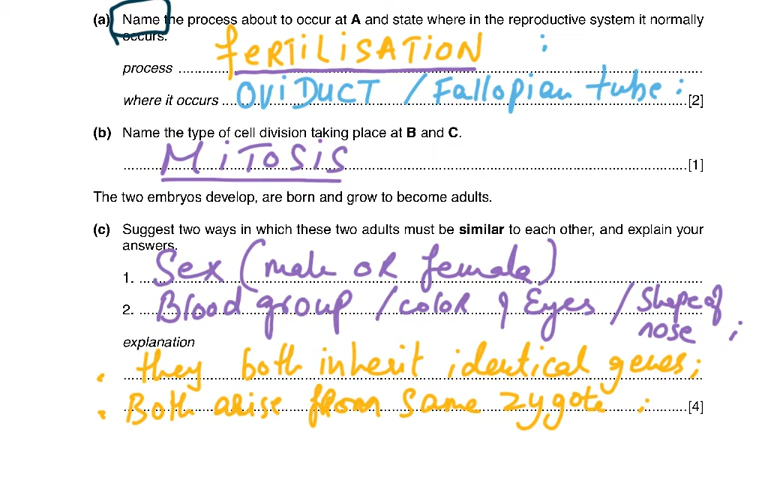 (a) Name the process about to occur at A and state where in the reproductive system it normally
occurs.
fERTiLiSATiON ;
process ..........
where it occurs .... OViDUCT / Fallopian tube ; ....[2]
(b) Name the type of cell division taking place at B and C.
MiTOSiS ..........[1]
The two embryos develop, are born and grow to become adults.
(c) Suggest two ways in which these two adults must be similar to each other, and explain your
answers.
1. Sex (male OR female)
2. Blood group / color of Eyes / Shape of
nose ;
explanation
• they both inherit identical genes ;
• Both arise from same zygote ; ....[4]